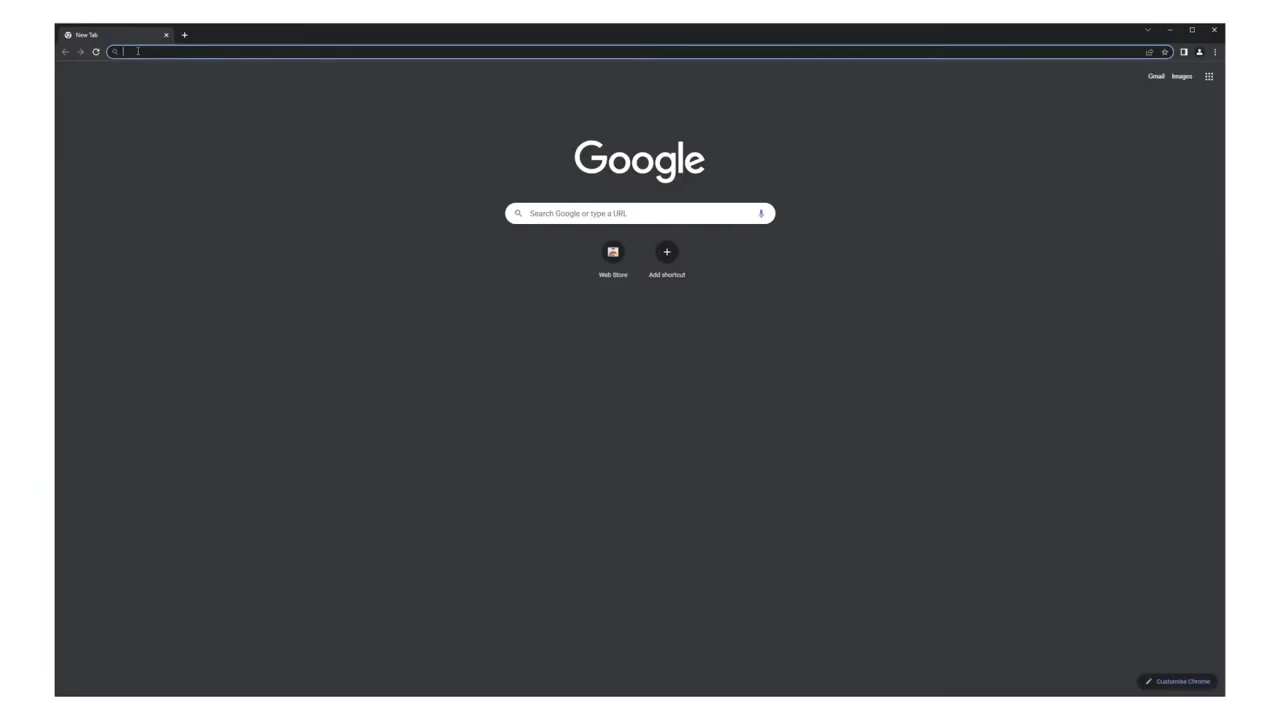 New Tab
Gmail Images
Google
Search Google or type a URL
Web Store Add shortcut
Customise Chrome